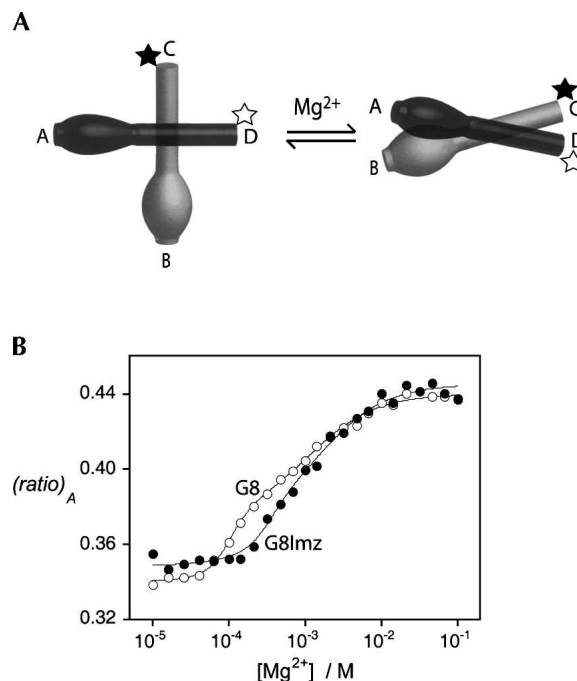 A
C
A D
B
Mg²⁺
A
C
D
B
B
0.44
0.40
(ratio)A
G8
0.36
G8Imz
0.32
10⁻⁵ 10⁻⁴ 10⁻³ 10⁻² 10⁻¹
[Mg²⁺] / M